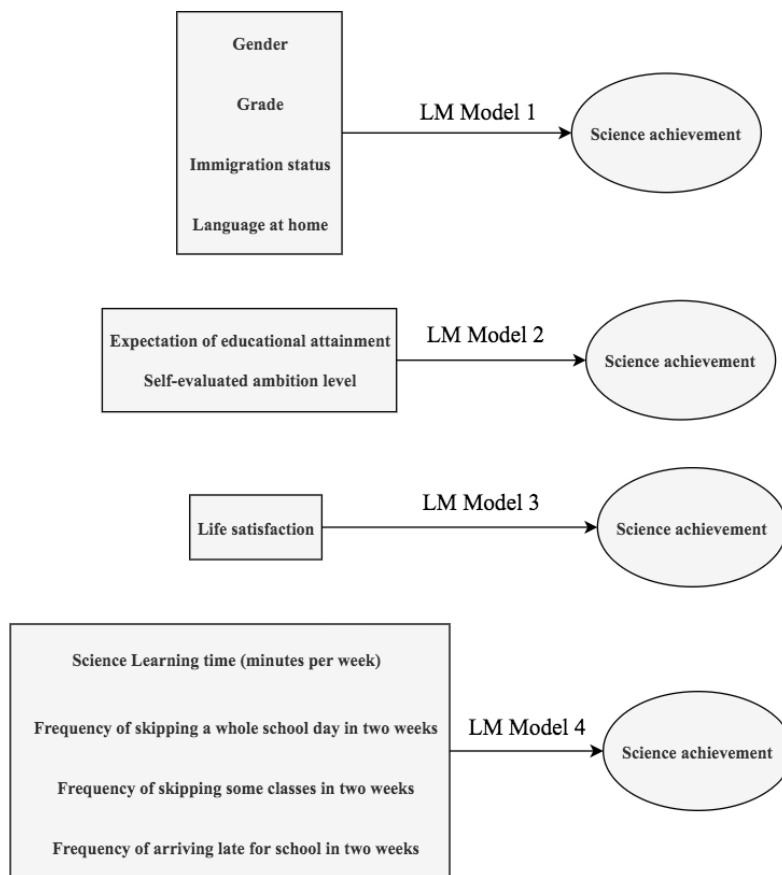 Gender
Grade
LM Model 1
Science achievement
Immigration status
Language at home
Expectation of educational attainment
LM Model 2
Science achievement
Self-evaluated ambition level
Life satisfaction
LM Model 3
Science achievement
Science Learning time (minutes per week)
Frequency of skipping a whole school day in two weeks
LM Model 4
Science achievement
Frequency of skipping some classes in two weeks
Frequency of arriving late for school in two weeks